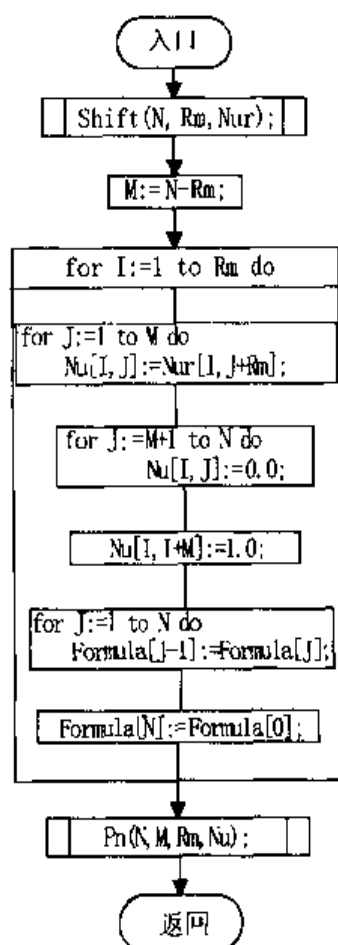 入口
Shift(N, Rm,Nur);
M:=N-Rm;
for I:=1 to Rm do
for J:=1 to M do
Nu[I,J]:=Nur[1,j+Rm];
for J:=M+1 to N do
Nu[I,J]:=0.0;
Nu[I,I+M]:=1.0;
for J:=1 to N do
Formula[j-1]:=Formula[J];
Formula[N]:=Formula[0];
Pn(N,M,Rm,Nu);
返回